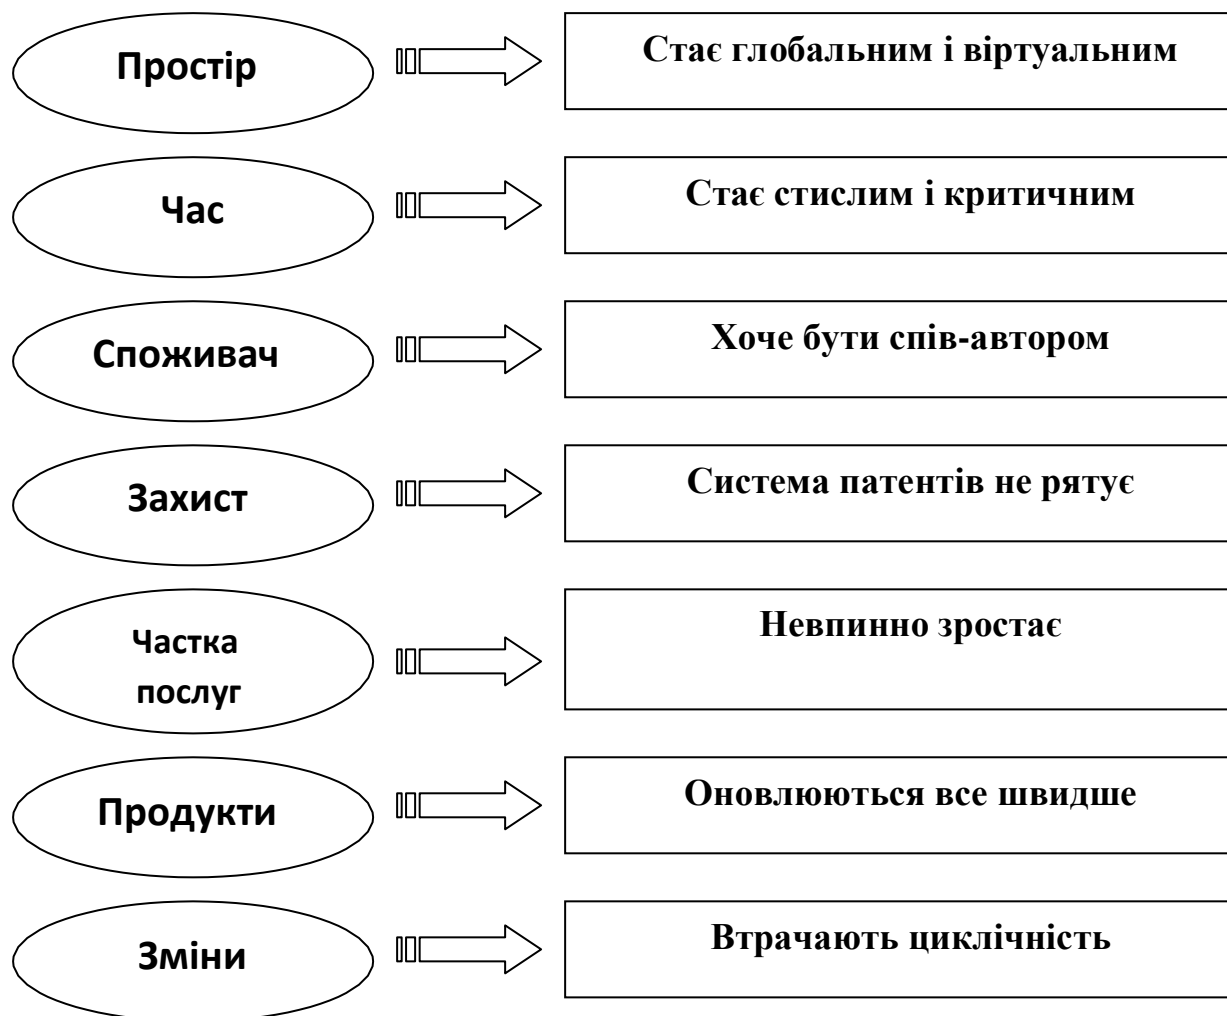 Простір
Стає глобальним і віртуальним
Час
Стає стислим і критичним
Споживач
Хоче бути спів-автором
Захист
Система патентів не рятує
Частка
послуг
Невпинно зростає
Продукти
Оновлюються все швидше
Зміни
Втрачають циклічність